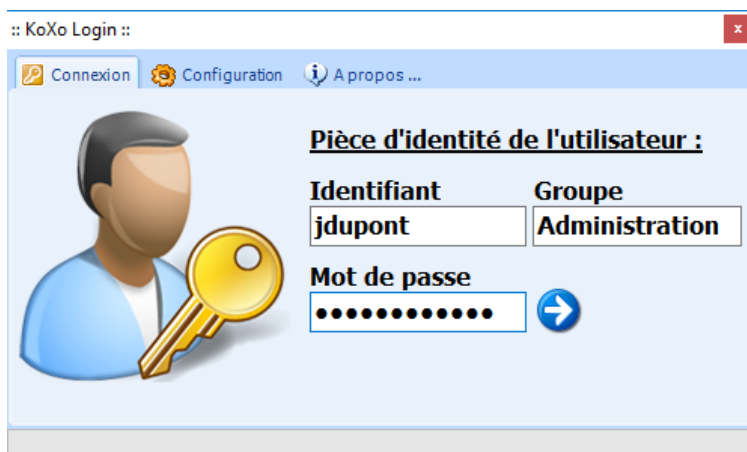 :: KoXo Login ::
x
Connexion Configuration A propos ...
Pièce d'identité de l'utilisateur :
Identifiant Groupe
jdupont Administration
Mot de passe
••••••••••••